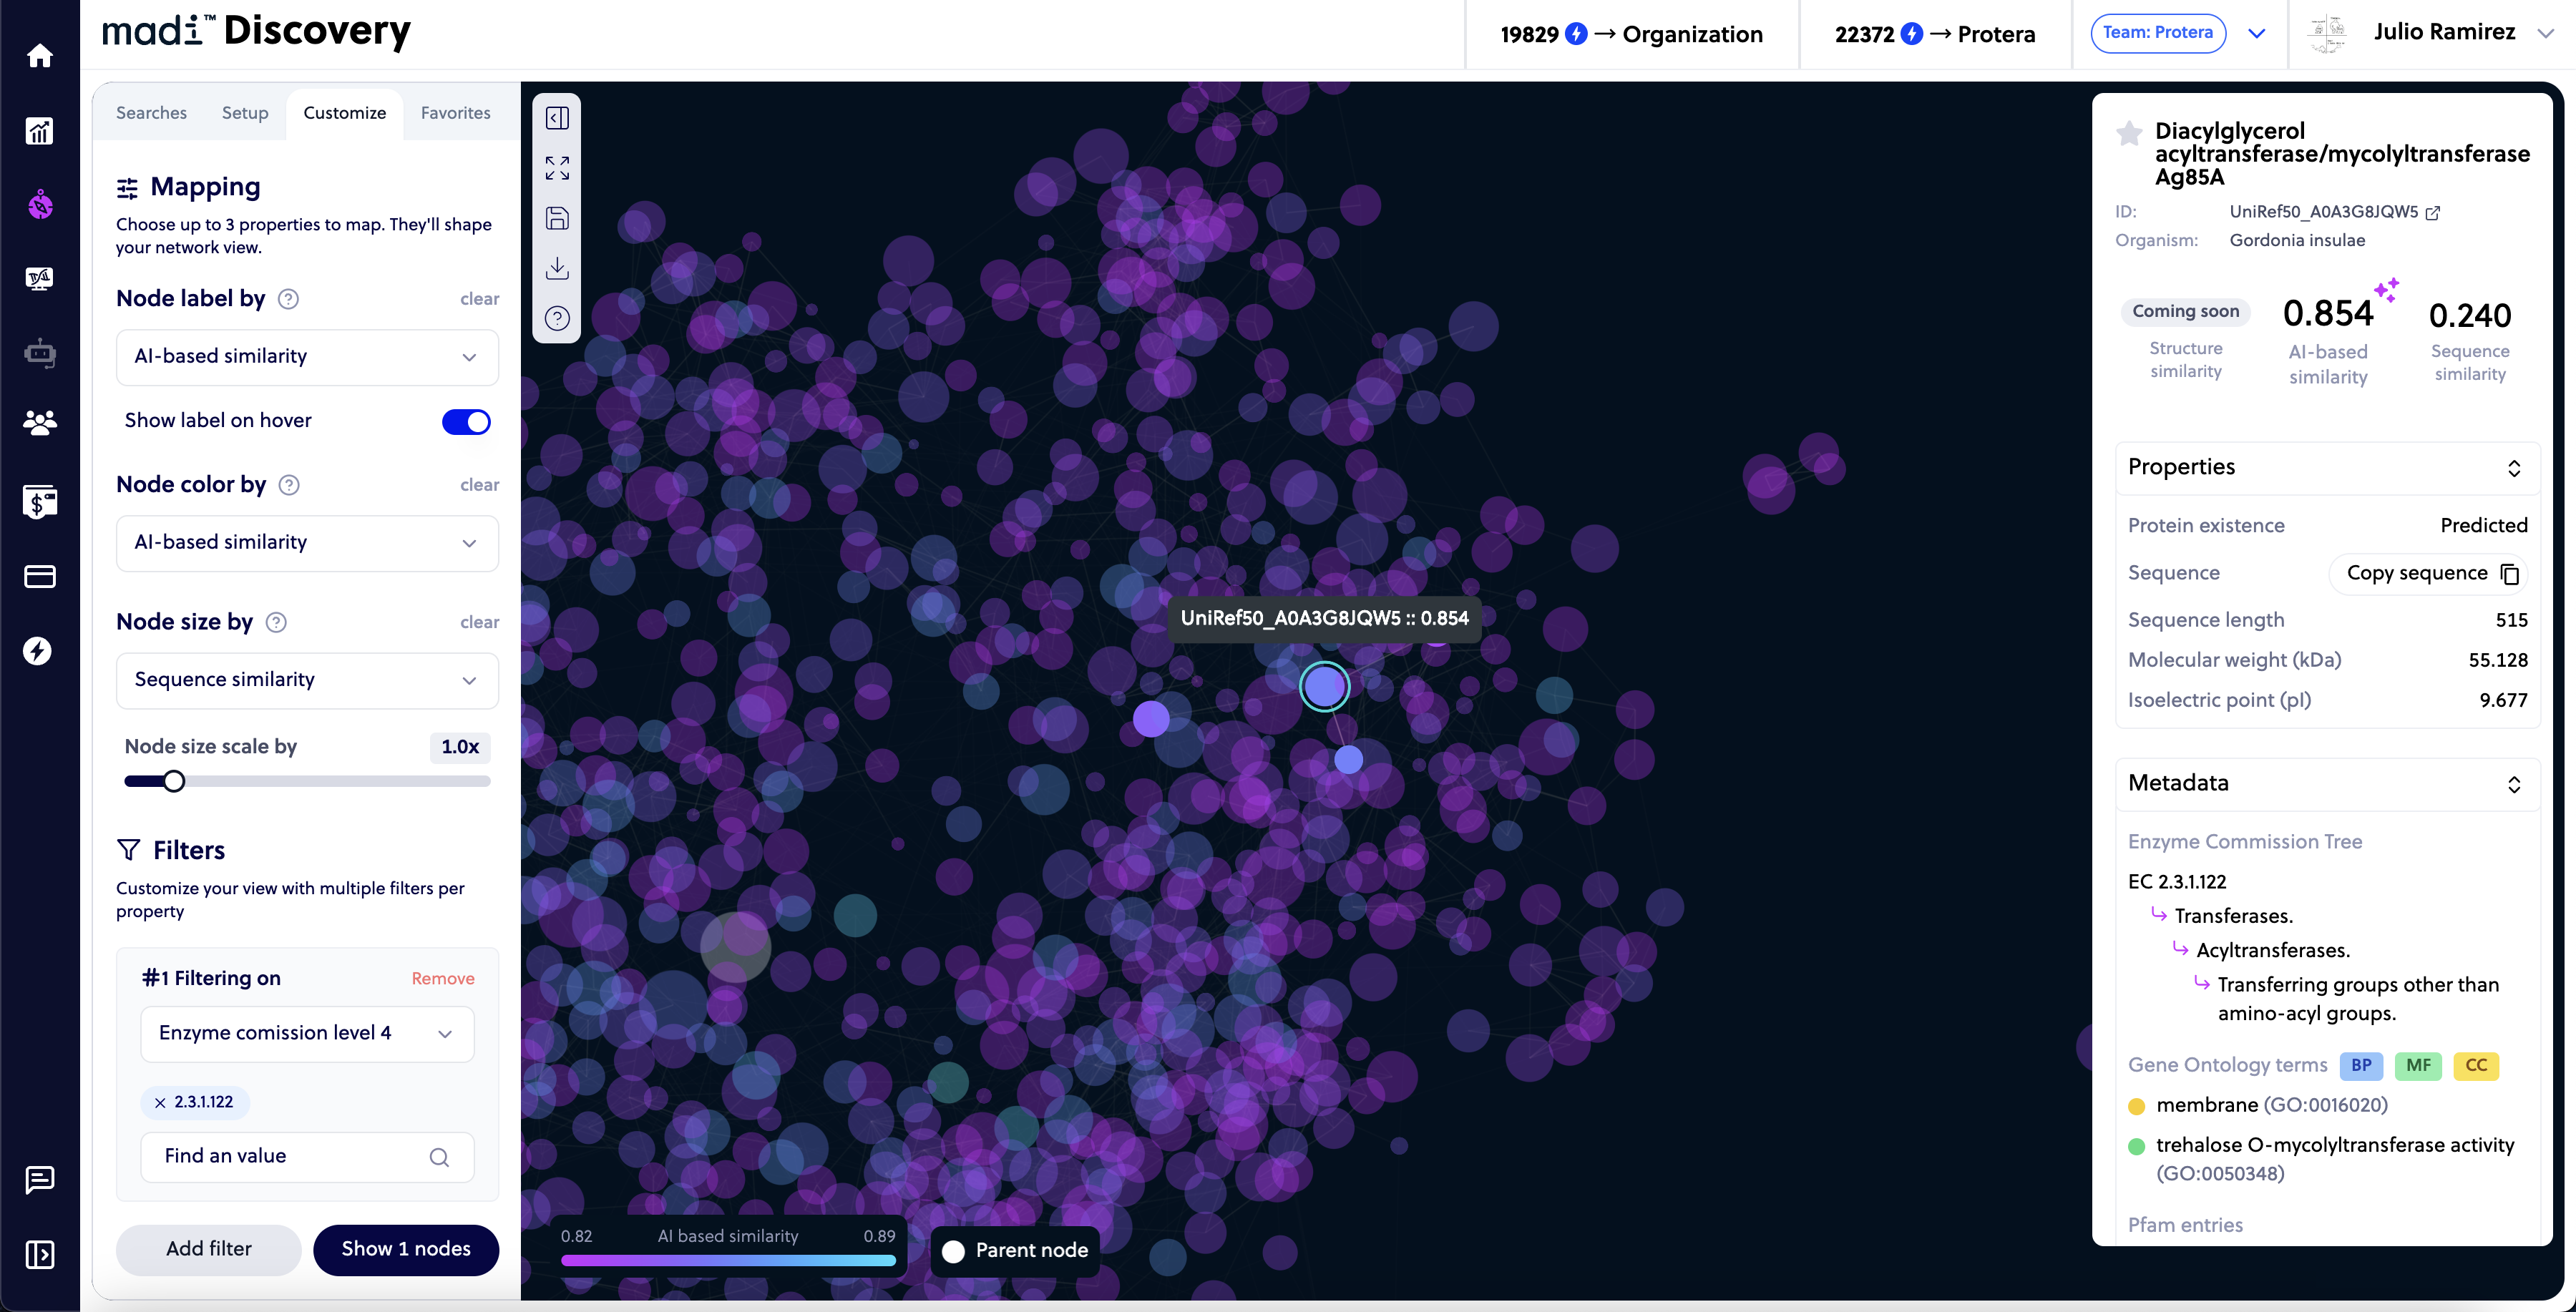 madi™ Discovery
19829 → Organization
22372 → Protera
Team: Protera
Julio Ramirez
Searches
Setup
Customize
Favorites
Mapping
Choose up to 3 properties to map. They'll shape
your network view.
Node label by ?
clear
AI-based similarity
Show label on hover
Node color by ?
clear
AI-based similarity
Node size by ?
clear
Sequence similarity
Node size scale by
1.0x
Filters
Customize your view with multiple filters per
property
#1 Filtering on
Remove
Enzyme comission level 4
× 2.3.1.122
Find an value
Add filter
Show 1 nodes
UniRef50_A0A3G8JQW5 :: 0.854
0.82
AI based similarity
0.89
Parent node
Diacylglycerol
acyltransferase/mycolyltransferase
Ag85A
ID: UniRef50_A0A3G8JQW5
Organism: Gordonia insulae
Coming soon
Structure
similarity
0.854
AI-based
similarity
0.240
Sequence
similarity
Properties
Protein existence Predicted
Sequence Copy sequence
Sequence length 515
Molecular weight (kDa) 55.128
Isoelectric point (pI) 9.677
Metadata
Enzyme Commission Tree
EC 2.3.1.122
Transferases.
Acyltransferases.
Transferring groups other than
amino-acyl groups.
Gene Ontology terms BP MF CC
membrane (GO:0016020)
trehalose O-mycolyltransferase activity
(GO:0050348)
Pfam entries